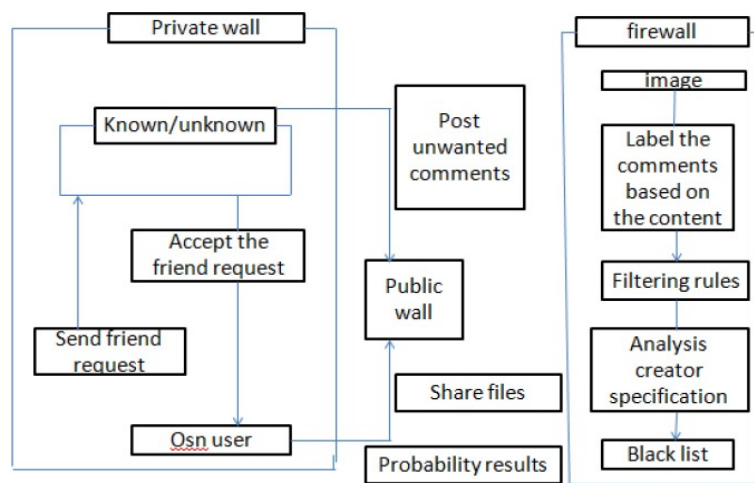 Private wall
Known/unknown
Accept the
friend request
Send friend
request
Osn user
Post
unwanted
comments
Public
wall
Share files
Probability results
firewall
image
Label the
comments
based on
the content
Filtering rules
Analysis
creator
specification
Black list